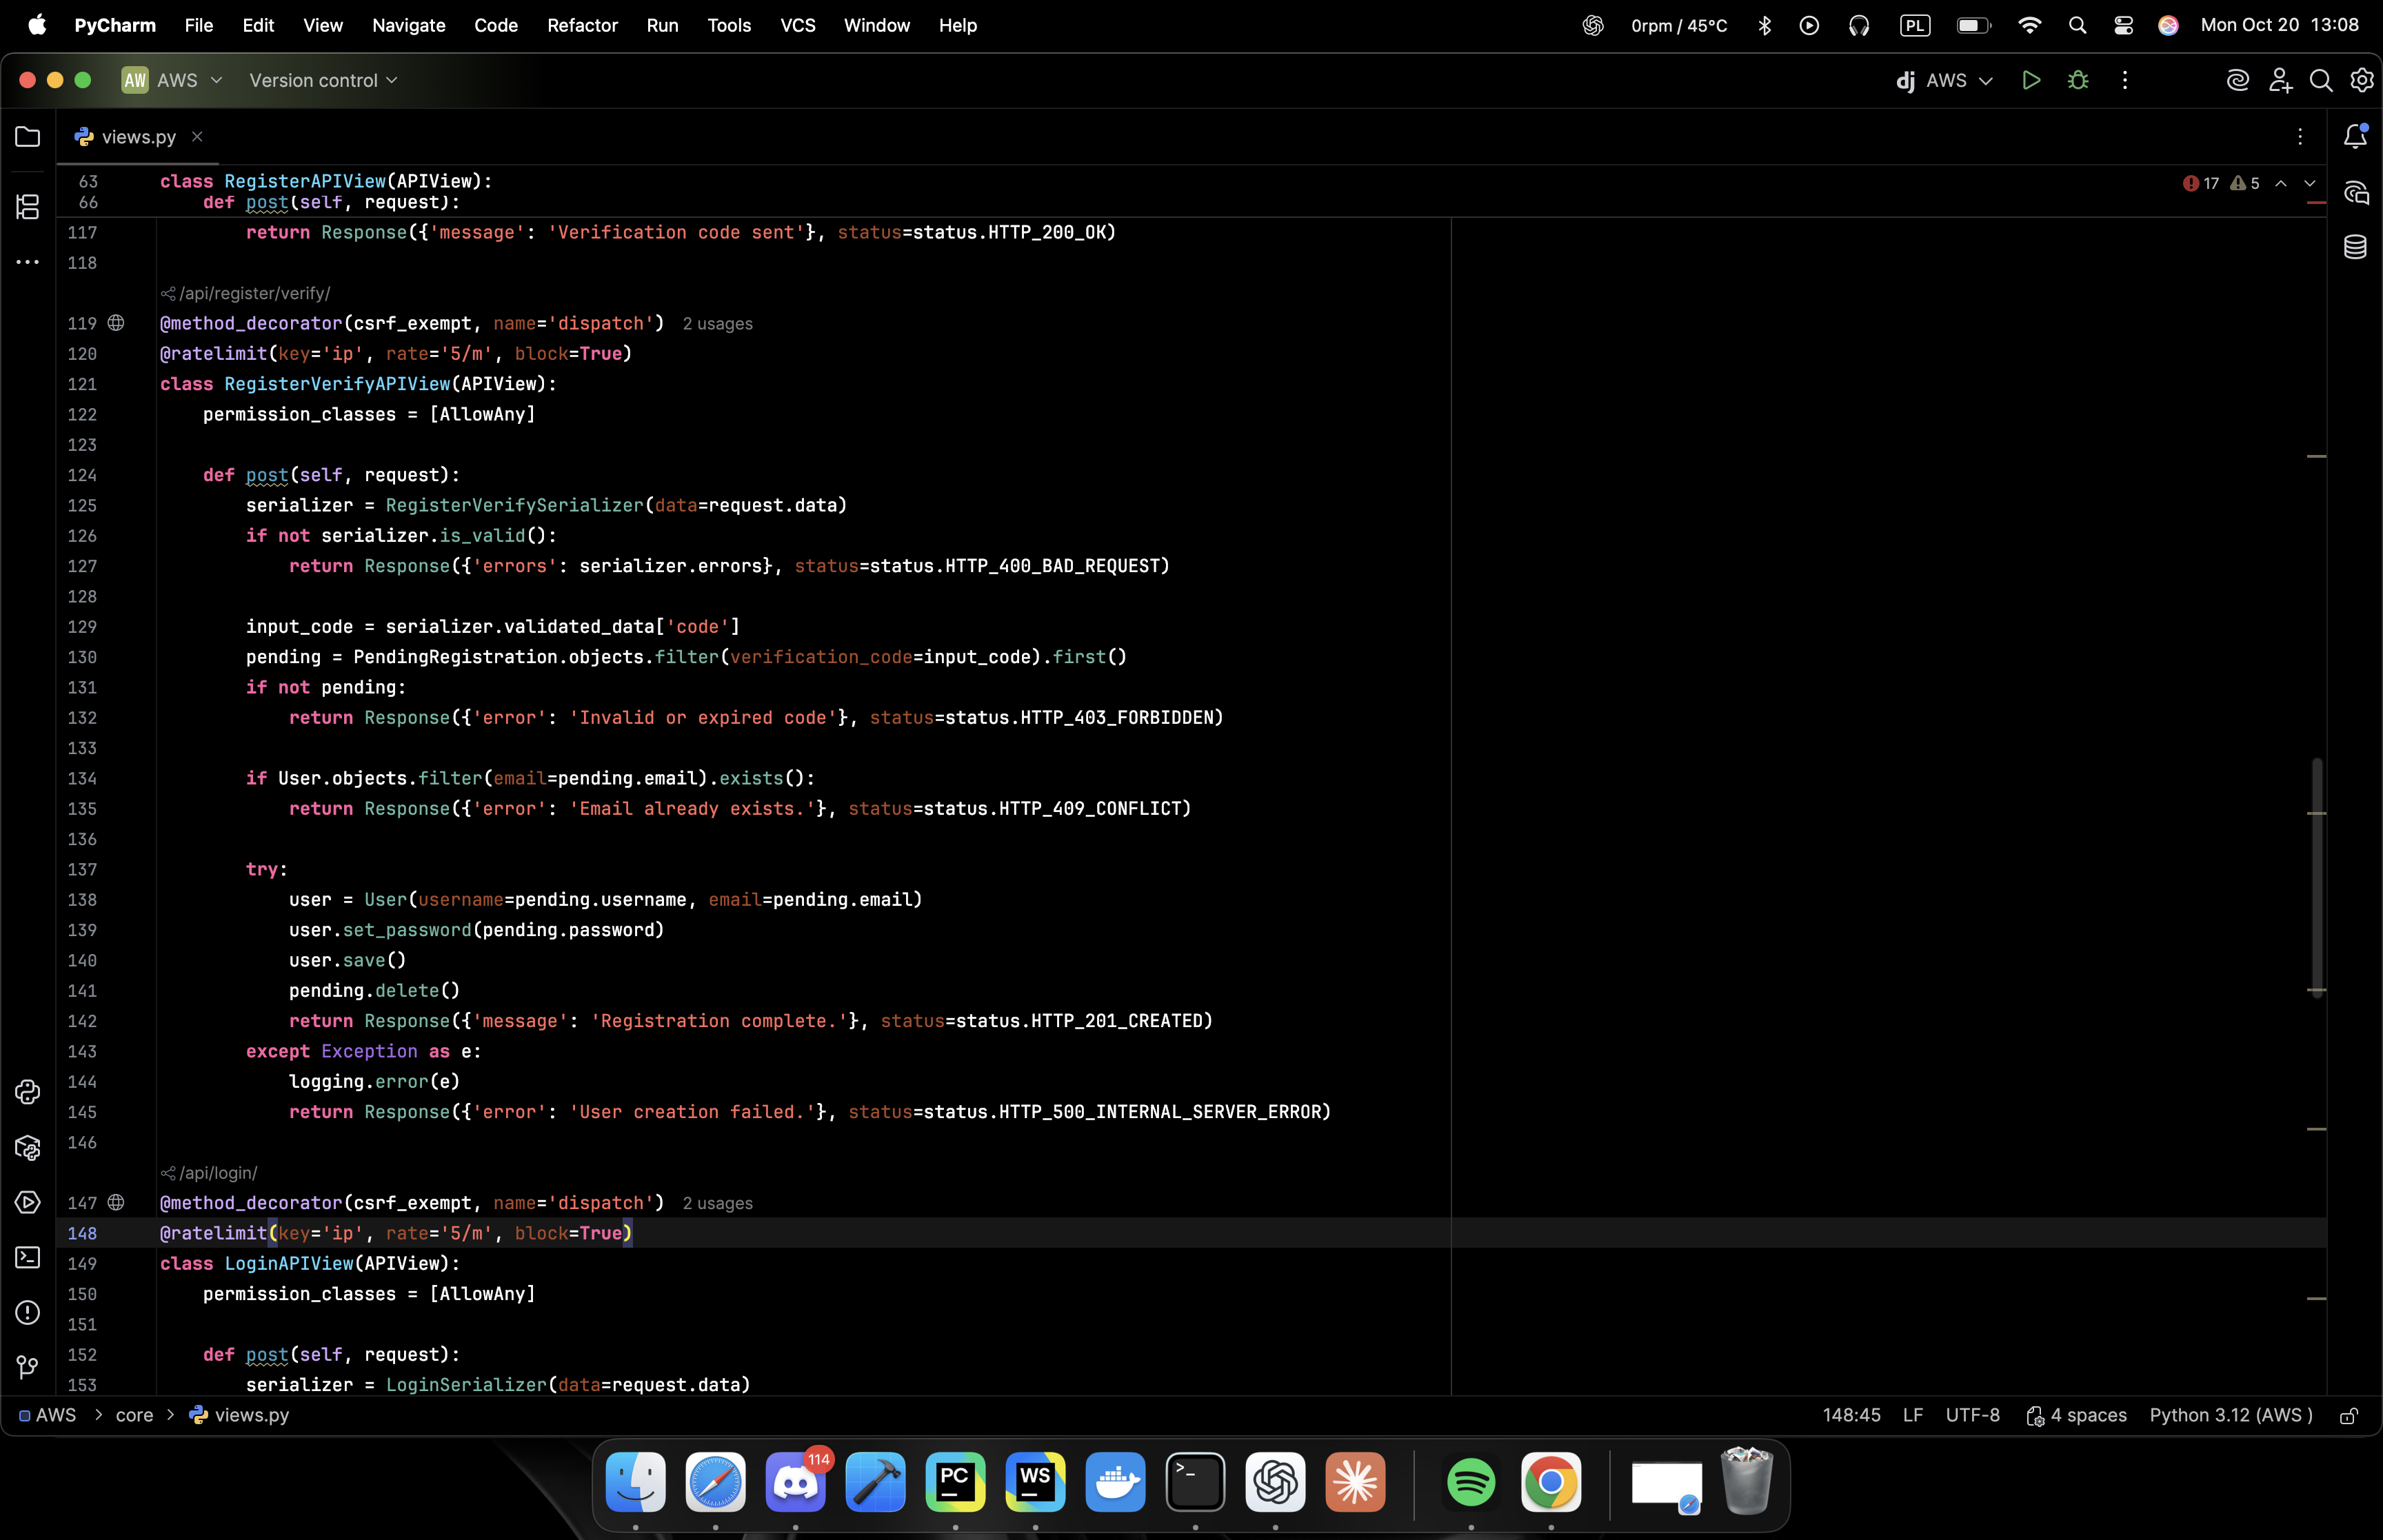 PyCharm File Edit View Navigate Code Refactor Run Tools VCS Window Help 0rpm / 45°C PL Mon Oct 20 13:08
AW AWS Version control dj AWS
views.py
63 class RegisterAPIView(APIView): 17 5
66     def post(self, request):
117         return Response({'message': 'Verification code sent'}, status=status.HTTP_200_OK)
118
/api/register/verify/
119 @method_decorator(csrf_exempt, name='dispatch') 2 usages
120 @ratelimit(key='ip', rate='5/m', block=True)
121 class RegisterVerifyAPIView(APIView):
122     permission_classes = [AllowAny]
123
124     def post(self, request):
125         serializer = RegisterVerifySerializer(data=request.data)
126         if not serializer.is_valid():
127             return Response({'errors': serializer.errors}, status=status.HTTP_400_BAD_REQUEST)
128
129         input_code = serializer.validated_data['code']
130         pending = PendingRegistration.objects.filter(verification_code=input_code).first()
131         if not pending:
132             return Response({'error': 'Invalid or expired code'}, status=status.HTTP_403_FORBIDDEN)
133
134         if User.objects.filter(email=pending.email).exists():
135             return Response({'error': 'Email already exists.'}, status=status.HTTP_409_CONFLICT)
136
137         try:
138             user = User(username=pending.username, email=pending.email)
139             user.set_password(pending.password)
140             user.save()
141             pending.delete()
142             return Response({'message': 'Registration complete.'}, status=status.HTTP_201_CREATED)
143         except Exception as e:
144             logging.error(e)
145             return Response({'error': 'User creation failed.'}, status=status.HTTP_500_INTERNAL_SERVER_ERROR)
146
/api/login/
147 @method_decorator(csrf_exempt, name='dispatch') 2 usages
148 @ratelimit(key='ip', rate='5/m', block=True)
149 class LoginAPIView(APIView):
150     permission_classes = [AllowAny]
151
152     def post(self, request):
153         serializer = LoginSerializer(data=request.data)
AWS > core > views.py 148:45 LF UTF-8 4 spaces Python 3.12 (AWS )
114
PC WS >_